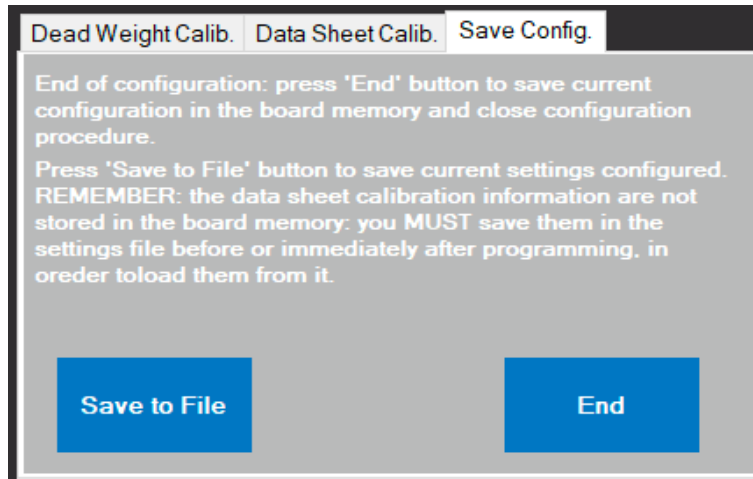 Dead Weight Calib. Data Sheet Calib. Save Config.
End of configuration: press 'End' button to save current
configuration in the board memory and close configuration
procedure.
Press 'Save to File' button to save current settings configured.
REMEMBER: the data sheet calibration information are not
stored in the board memory: you MUST save them in the
settings file before or immediately after programming, in
oreder toload them from it.
Save to File End